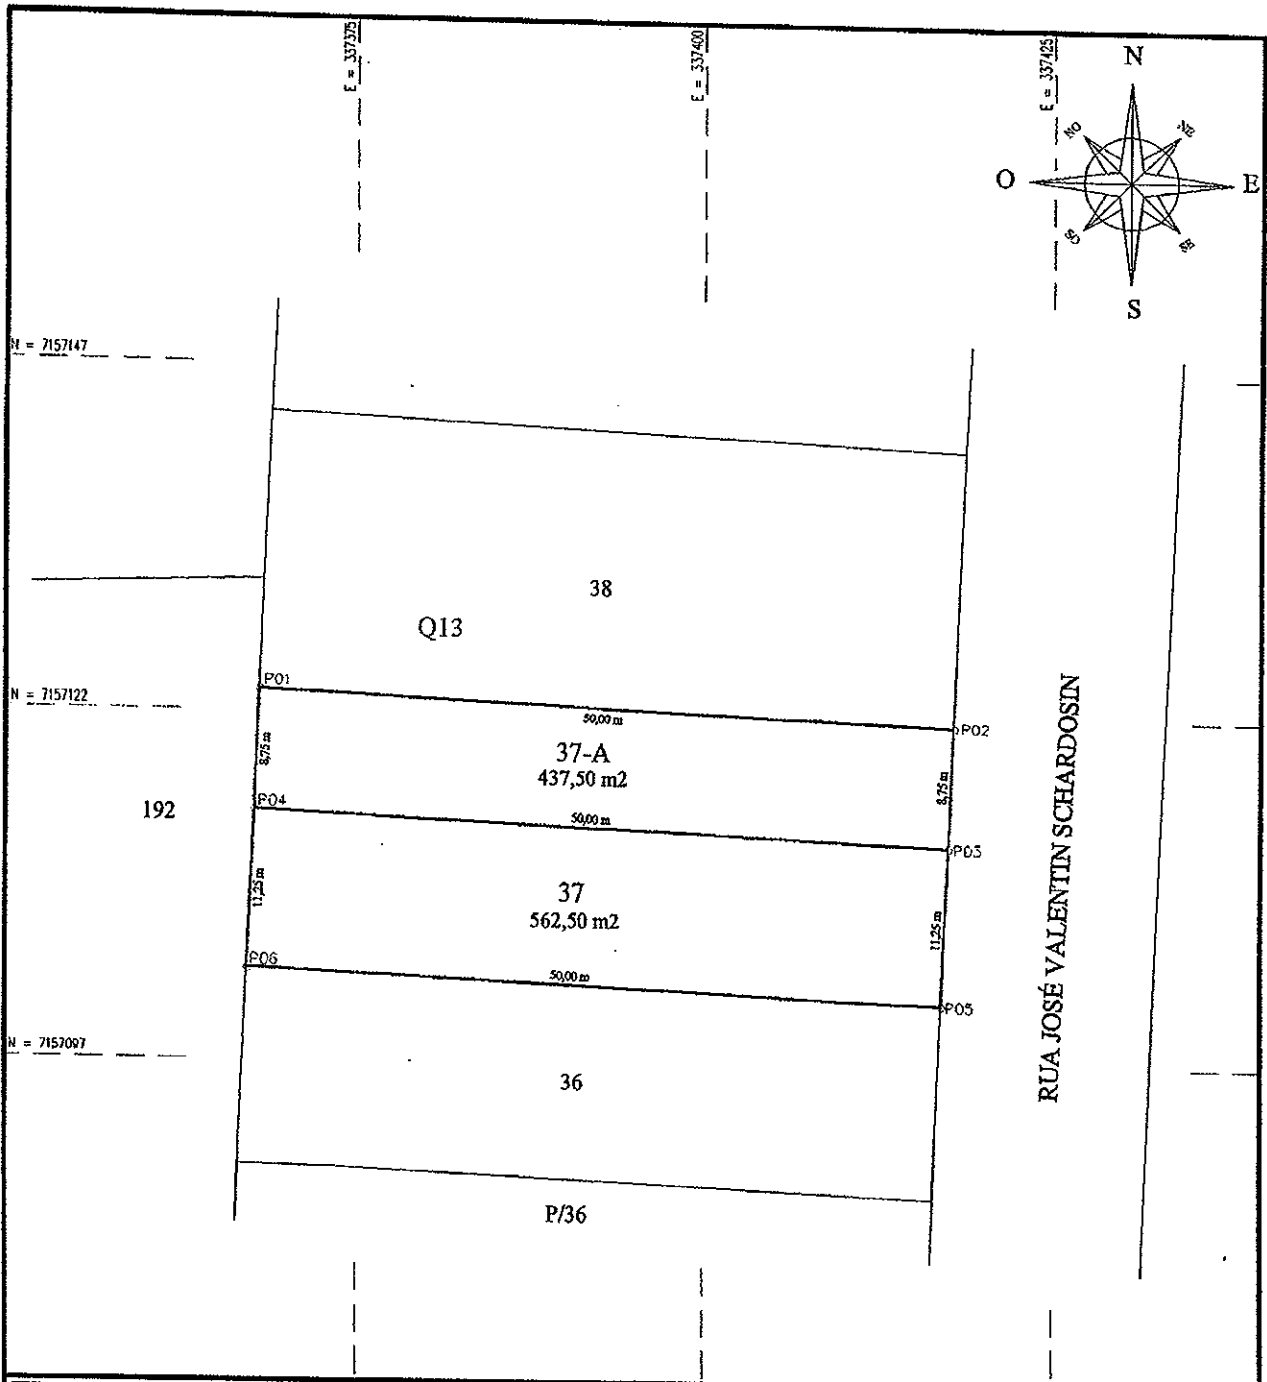 E = 337375
E = 337400
E = 337425
N
NO
NE
O
E
SO
SE
S
N = 7157147
38
Q13
P01
N = 7157122
50,00 m
P02
37-A
437,50 m2
8,75 m
8,75 m
192
P04
50,00 m
P03
37
562,50 m2
11,25 m
11,25 m
P06
50,00 m
P05
N = 7157097
36
RUA JOSÉ VALENTIN SCHARDOSIN
P/36